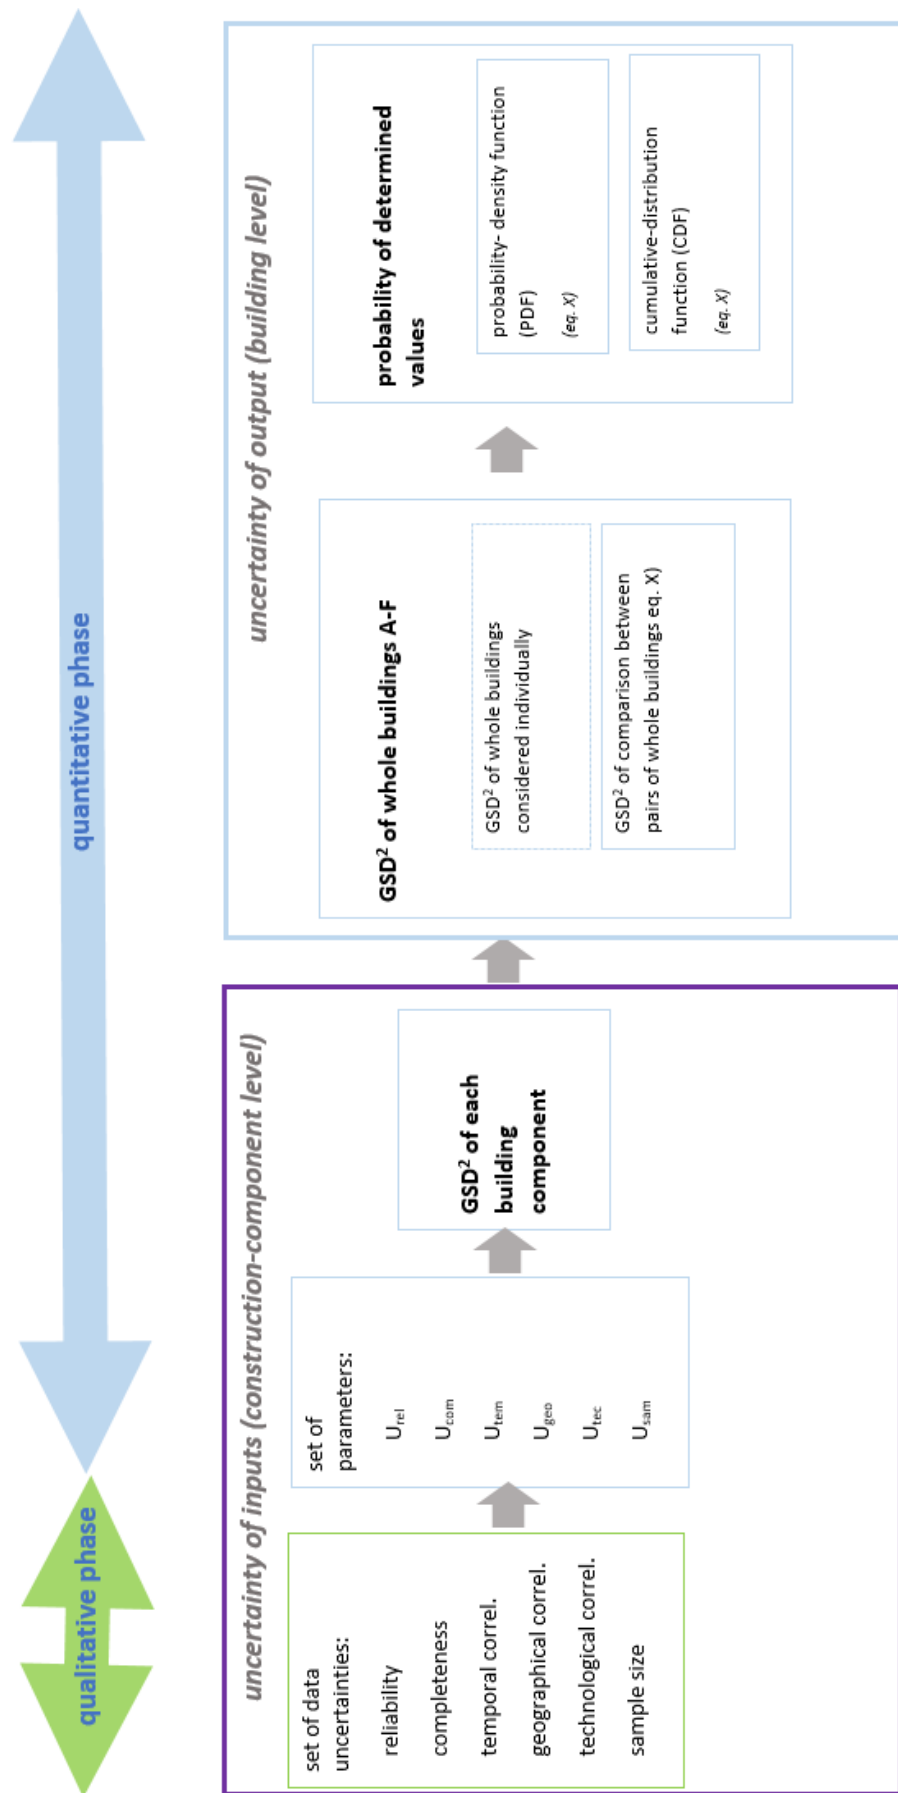 qualitative phase
quantitative phase
uncertainty of inputs (construction-component level)
set of data
uncertainties:
reliability
completeness
temporal correl.
geographical correl.
technological correl.
sample size
set of
parameters:
Urel
Ucom
Utem
Ugeo
Utec
Usam
GSD² of each
building
component
uncertainty of output (building level)
GSD² of whole buildings A-F
GSD² of whole buildings
considered individually
GSD² of comparison between
pairs of whole buildings eq. X)
probability of determined
values
probability- density function
(PDF)
(eq. X)
cumulative-distribution
function (CDF)
(eq. X)